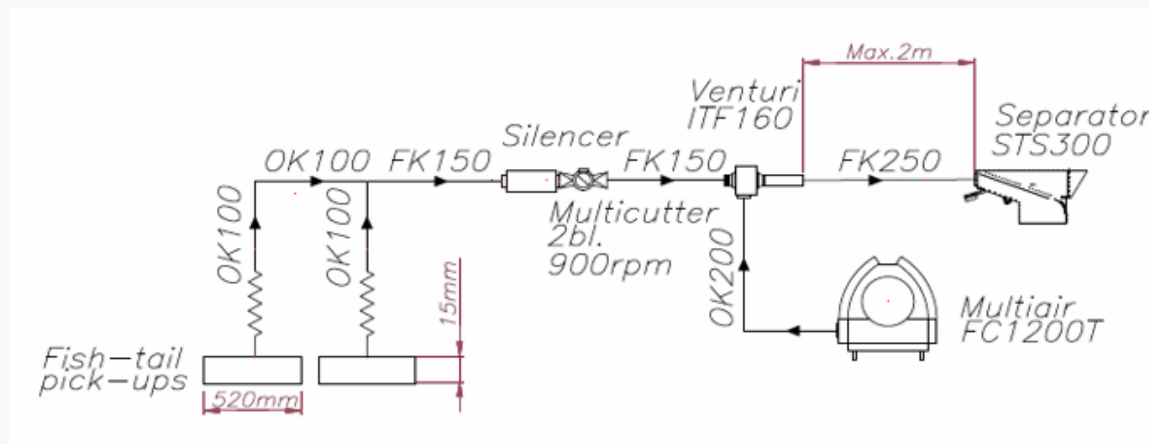 Max.2m
Venturi
ITF160
Separator
STS300
Silencer
OK100
FK150
FK150
FK250
OK100
OK100
Multicutter
2bl.
900rpm
OK200
15mm
Multiair
FC1200T
Fish-tail
pick-ups
520mm